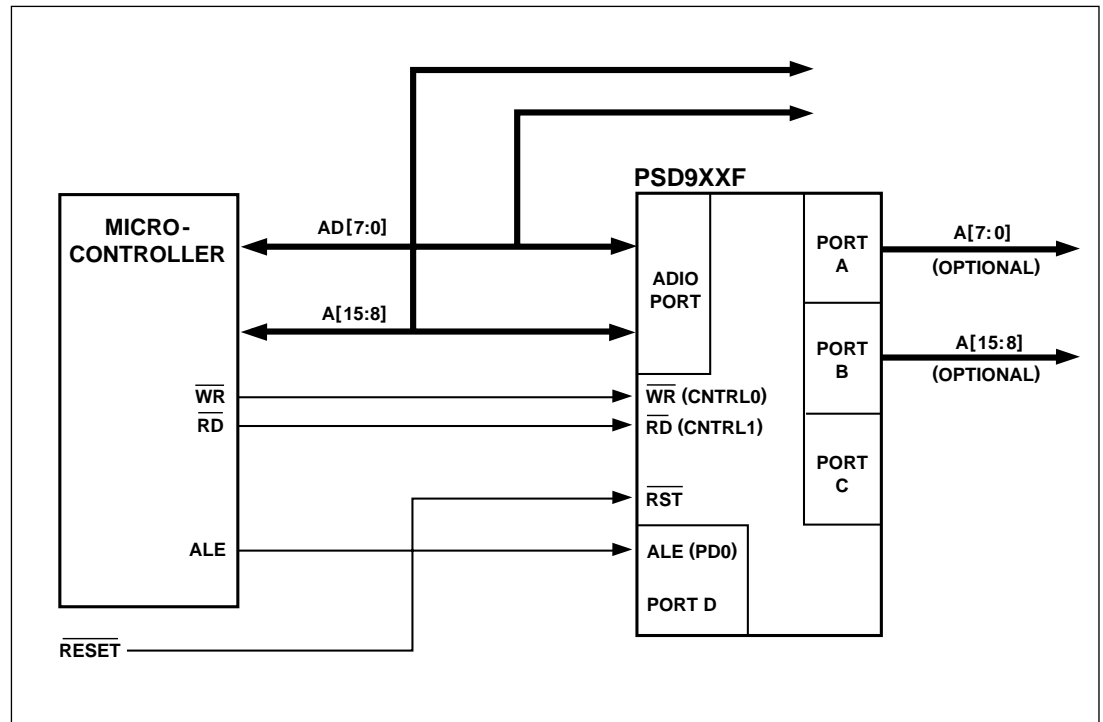 PSD9XXF
MICRO-
CONTROLLER
AD[7:0]
A[15:8]
WR
RD
ALE
RESET
ADIO
PORT
WR (CNTRL0)
RD (CNTRL1)
RST
ALE (PD0)
PORT D
PORT
A
PORT
B
PORT
C
A[7:0]
(OPTIONAL)
A[15:8]
(OPTIONAL)